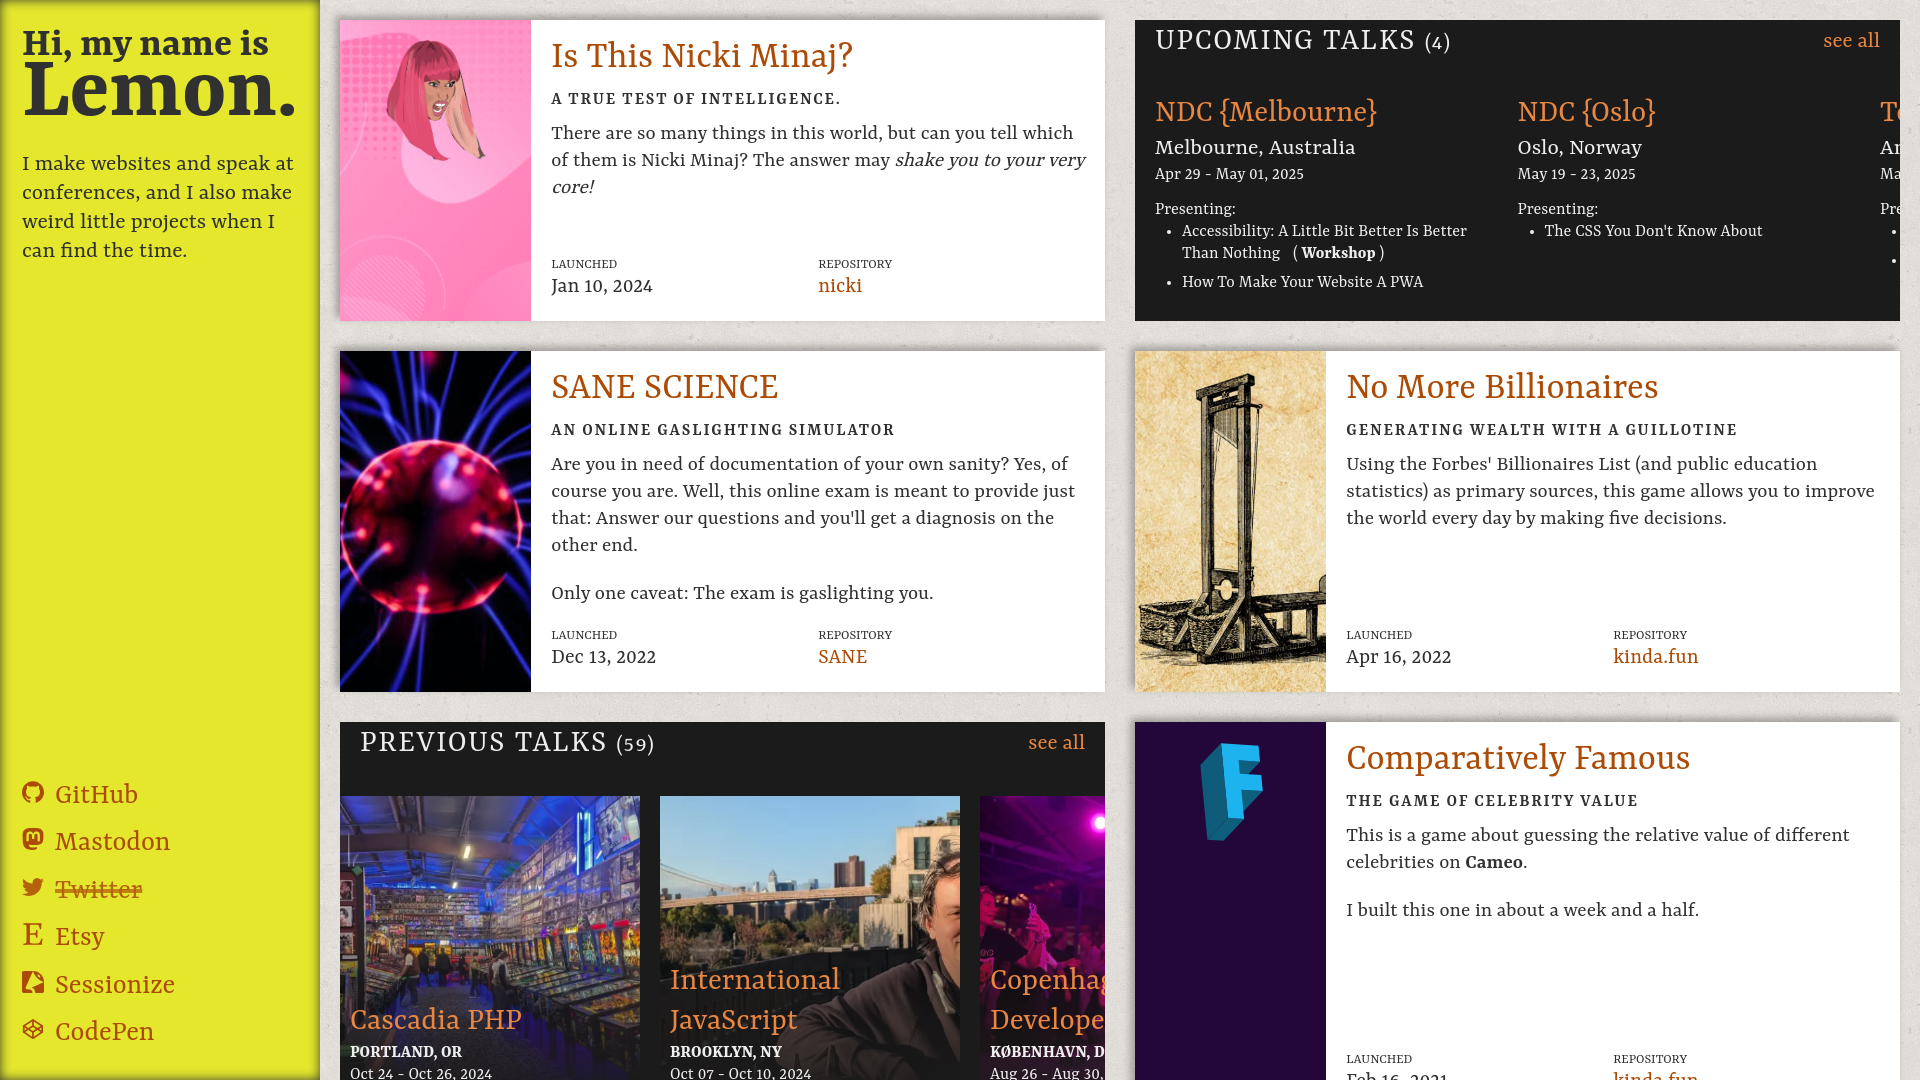 Hi, my name is
Lemon.
I make websites and speak at
conferences, and I also make
weird little projects when I
can find the time.
GitHub
Mastodon
Twitter
Etsy
Sessionize
CodePen
Is This Nicki Minaj?
A TRUE TEST OF INTELLIGENCE.
There are so many things in this world, but can you tell which
of them is Nicki Minaj? The answer may shake you to your very
core!
LAUNCHED
Jan 10, 2024
REPOSITORY
nicki
UPCOMING TALKS (4)
see all
NDC {Melbourne}
Melbourne, Australia
Apr 29 - May 01, 2025
Presenting:
• Accessibility: A Little Bit Better Is Better
Than Nothing ( Workshop )
• How To Make Your Website A PWA
NDC {Oslo}
Oslo, Norway
May 19 - 23, 2025
Presenting:
• The CSS You Don't Know About
SANE SCIENCE
AN ONLINE GASLIGHTING SIMULATOR
Are you in need of documentation of your own sanity? Yes, of
course you are. Well, this online exam is meant to provide just
that: Answer our questions and you'll get a diagnosis on the
other end.
Only one caveat: The exam is gaslighting you.
LAUNCHED
Dec 13, 2022
REPOSITORY
SANE
No More Billionaires
GENERATING WEALTH WITH A GUILLOTINE
Using the Forbes' Billionaires List (and public education
statistics) as primary sources, this game allows you to improve
the world every day by making five decisions.
LAUNCHED
Apr 16, 2022
REPOSITORY
kinda.fun
PREVIOUS TALKS (59)
see all
Cascadia PHP
PORTLAND, OR
Oct 24 - Oct 26, 2024
International
JavaScript
BROOKLYN, NY
Oct 07 - Oct 10, 2024
Copenhag
Develope
KØBENHAVN, D
Aug 26 - Aug 30,
F
Comparatively Famous
THE GAME OF CELEBRITY VALUE
This is a game about guessing the relative value of different
celebrities on Cameo.
I built this one in about a week and a half.
LAUNCHED
Feb 16, 2021
REPOSITORY
kinda.fun